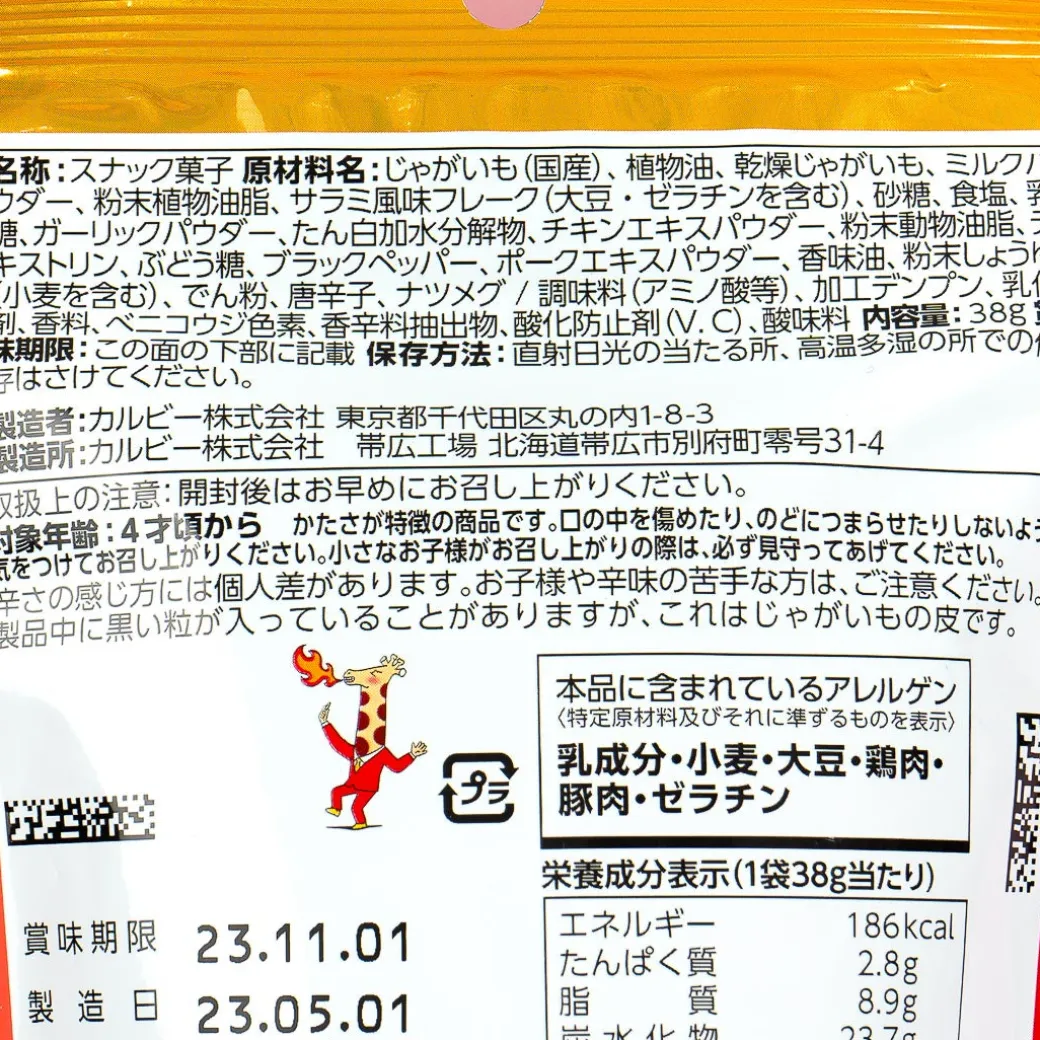 名称：スナック菓子 原材料名：じゃがいも（国産）、植物油、乾燥じゃがいも、ミルクパ
ウダー、粉末植物油脂、サラミ風味フレーク（大豆・ゼラチンを含む）、砂糖、食塩、乳
糖、ガーリックパウダー、たん白加水分解物、チキンエキスパウダー、粉末動物油脂、デ
キストリン、ぶどう糖、ブラックペッパー、ポークエキスパウダー、香味油、粉末しょうゆ
（小麦を含む）、でん粉、唐辛子、ナツメグ / 調味料（アミノ酸等）、加工デンプン、乳化
剤、香料、ベニコウジ色素、香辛料抽出物、酸化防止剤（V.C）、酸味料 内容量：38g
味期限：この面の下部に記載 保存方法：直射日光の当たる所、高温多湿の所での保
存はさけてください。
製造者：カルビー株式会社 東京都千代田区丸の内1-8-3
製造所：カルビー株式会社 帯広工場 北海道帯広市別府町零号31-4
取扱上の注意：開封後はお早めにお召し上がりください。
対象年齢：4才頃から かたさが特徴の商品です。口の中を傷めたり、のどにつまらせたりしないよう
気をつけてお召し上がりください。小さなお子様がお召し上がりの際は、必ず見守ってあげてください。
辛さの感じ方には個人差があります。お子様や辛味の苦手な方は、ご注意ください。
製品中に黒い粒が入っていることがありますが、これはじゃがいもの皮です。
プラ
本品に含まれているアレルゲン
〈特定原材料及びそれに準ずるものを表示〉
乳成分・小麦・大豆・鶏肉・
豚肉・ゼラチン
栄養成分表示（1袋38g当たり）
エネルギー 186kcal
たんぱく質 2.8g
脂質 8.9g
炭水化物 23.7g
賞味期限 23.11.01
製造日 23.05.01